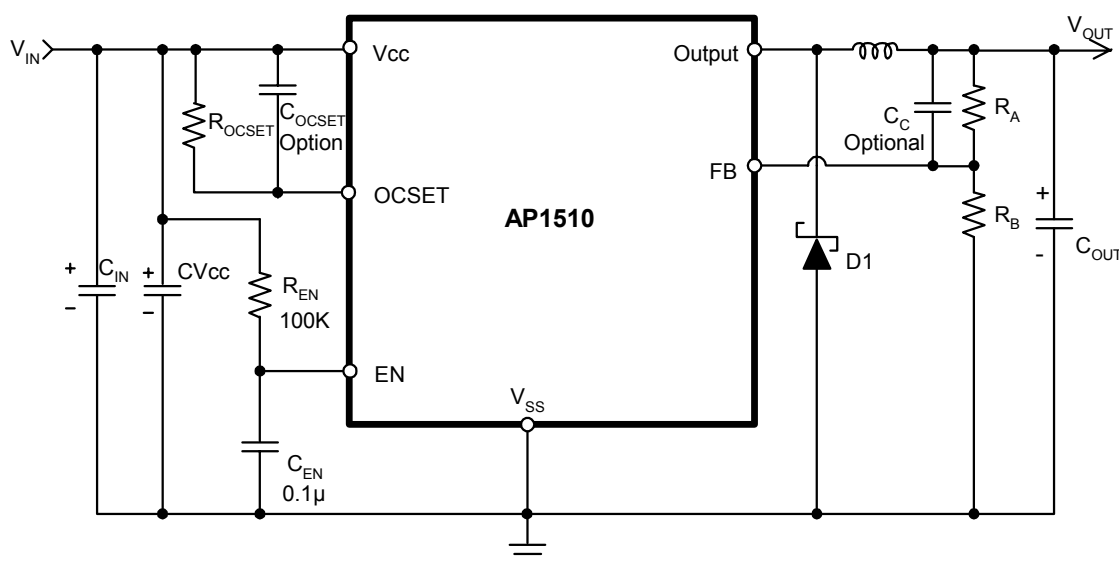 V_IN
Vcc
Output
V_OUT
R_OCSET
C_OCSET
Option
C_C
Optional
R_A
FB
OCSET
AP1510
R_B
+
-
C_OUT
D1
+
-
C_IN
+
-
CVcc
R_EN
100K
EN
V_SS
C_EN
0.1µ